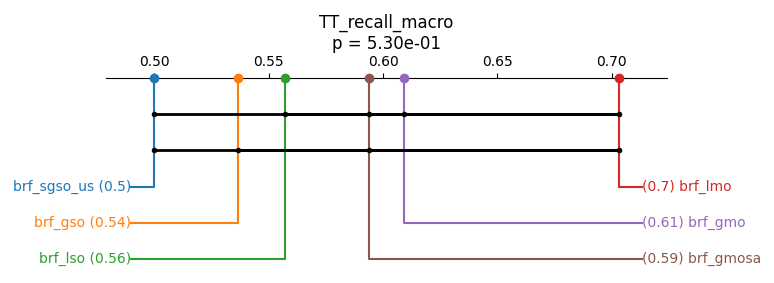 TT_recall_macro
p = 5.30e-01
0.50 0.55 0.60 0.65 0.70
brf_sgso_us (0.5) (0.7) brf_lmo
brf_gso (0.54) (0.61) brf_gmo
brf_lso (0.56) (0.59) brf_gmosa